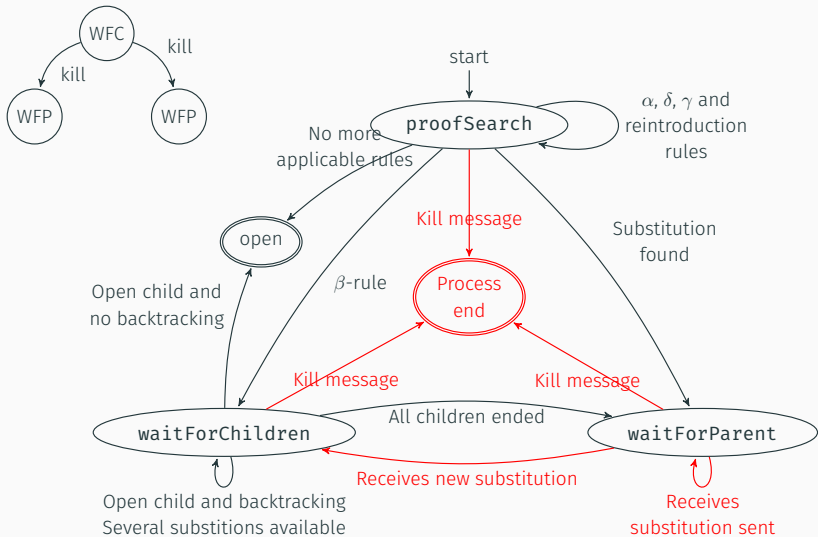 WFC
kill
kill
WFP
WFP
start
proofSearch
α, δ, γ and
reintroduction
rules
No more
applicable rules
Kill message
open
Substitution
found
Process
end
Open child and
no backtracking
β-rule
Kill message
Kill message
waitForChildren
All children ended
waitForParent
Receives new substitution
Open child and backtracking
Several substitions available
Receives
substitution sent